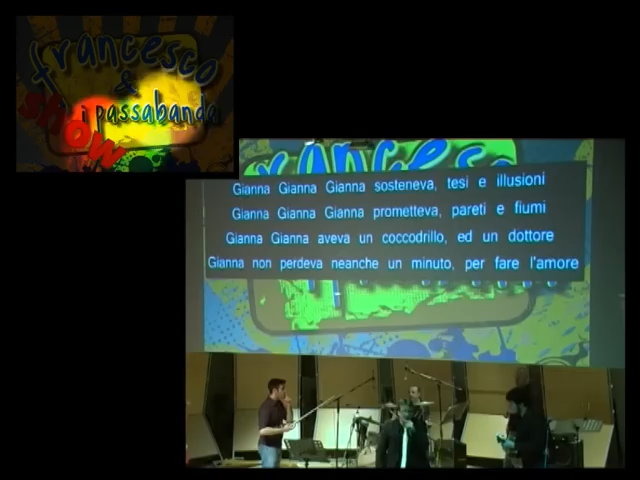 francesco
&
i passabanda
show
francesco
Gianna Gianna Gianna sosteneva, tesi e illusioni
Gianna Gianna Gianna prometteva, pareti e fiumi
Gianna Gianna aveva un coccodrillo, ed un dottore
Gianna non perdeva neanche un minuto, per fare l'amore